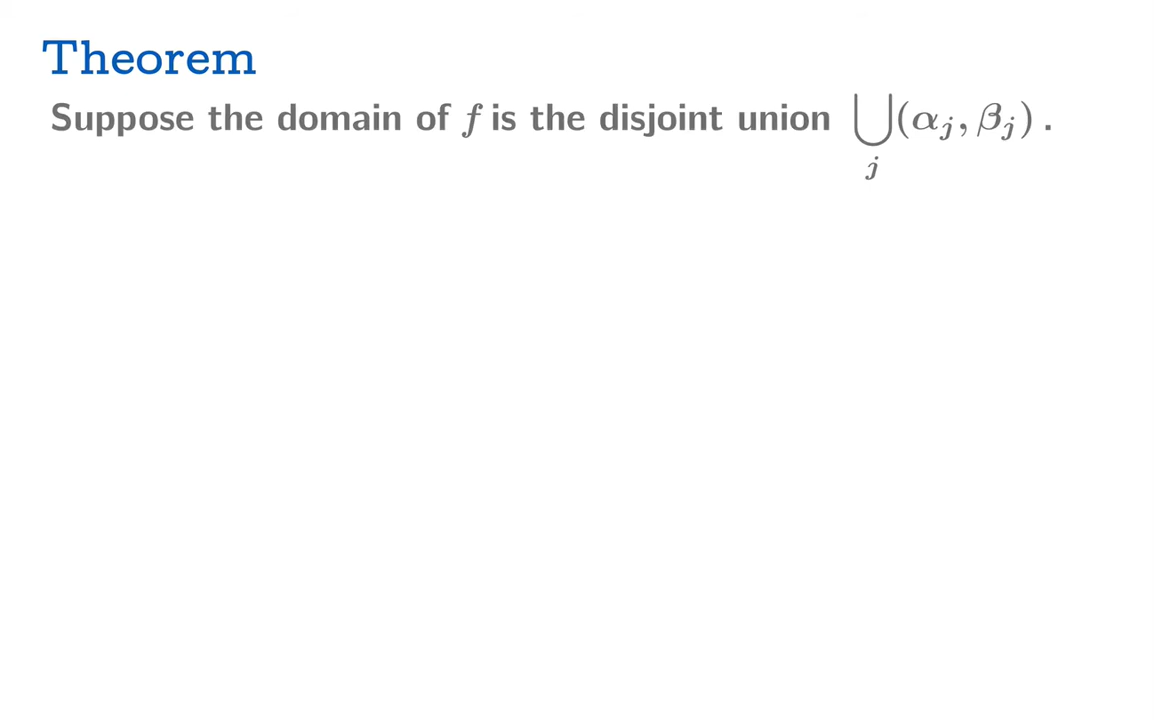 Theorem
Suppose the domain of f is the disjoint union ⋃_j (α_j, β_j) .